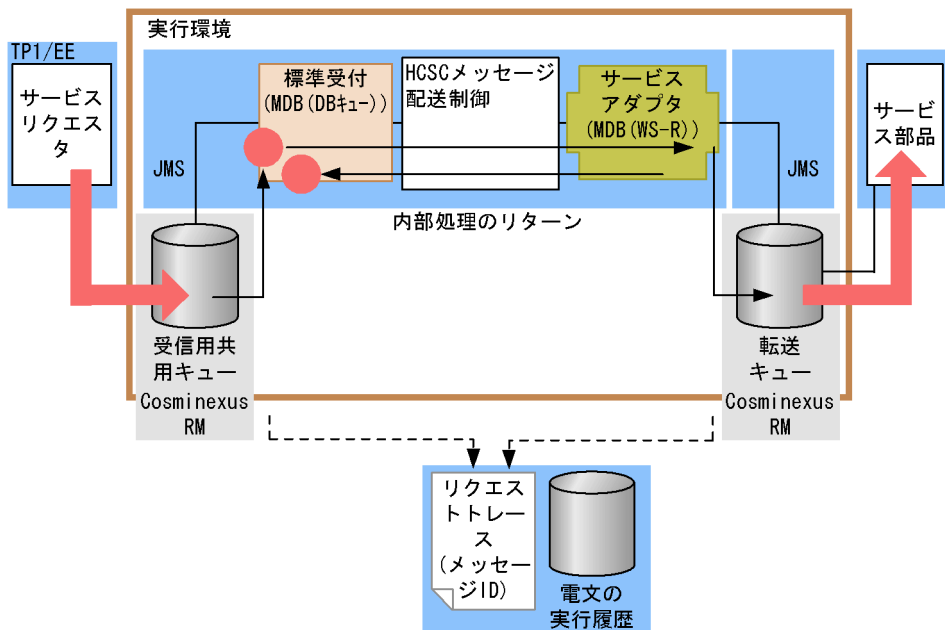 実行環境
TP1/EE
サービス
リクエス
タ
標準受付
(MDB(DBｷｭｰ))
HCSCメッセージ
配送制御
サービス
アダプタ
(MDB(WS-R))
サービ
ス部品
JMS
JMS
内部処理のリターン
受信用共
用キュー
Cosminexus
RM
転送
キュー
Cosminexus
RM
リクエス
トトレー
ス
(メッセー
ジID)
電文の
実行履歴